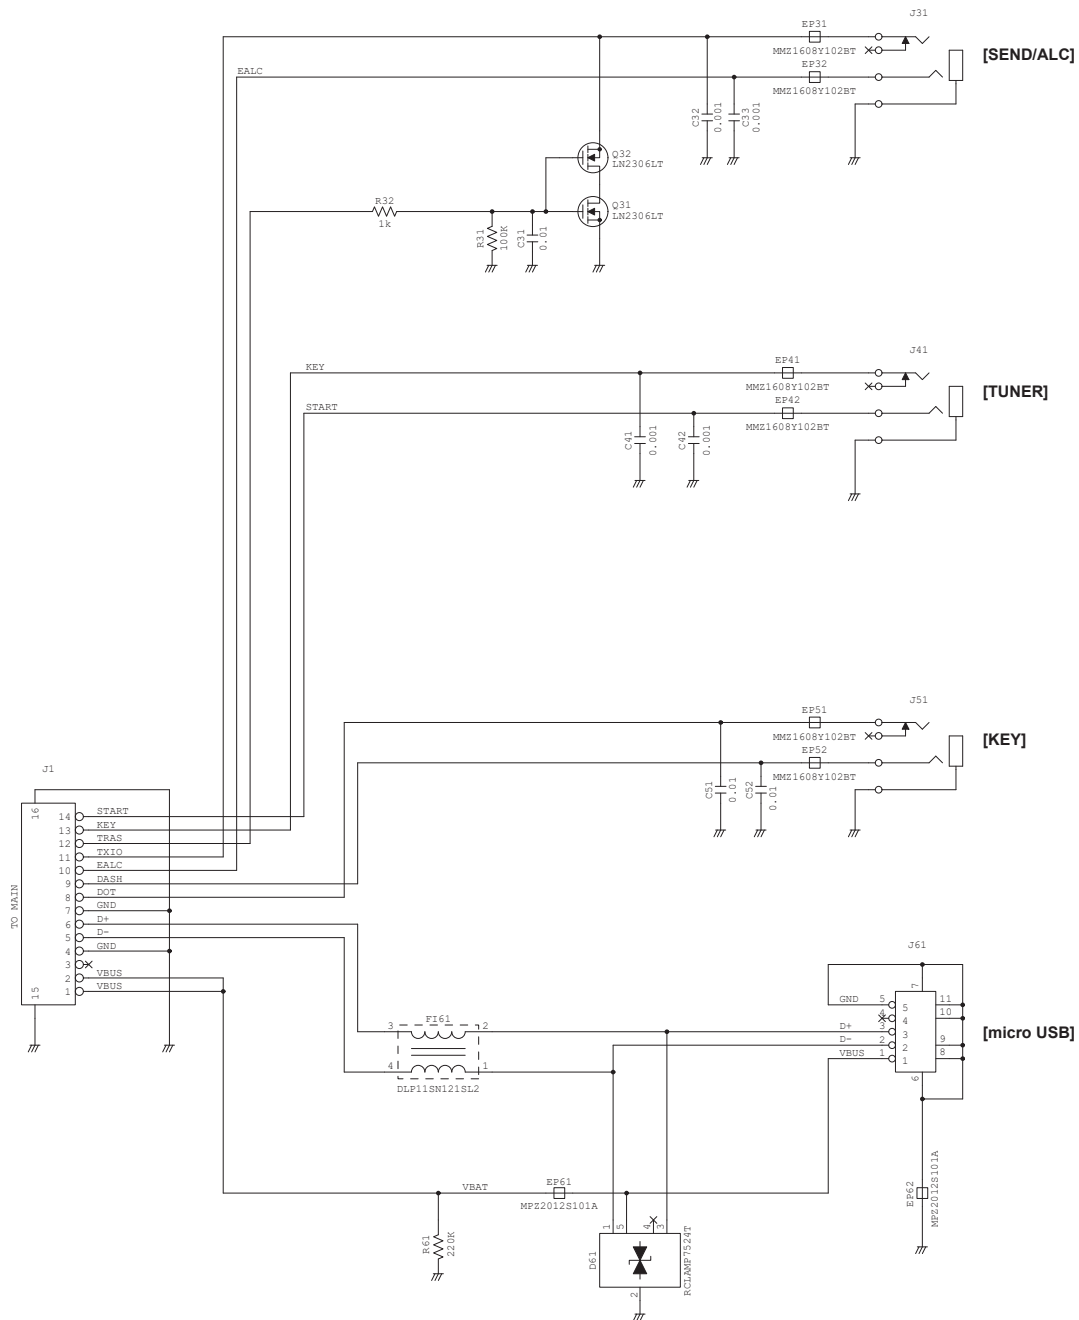 J31
EP31
MMZ1608Y102BT
[SEND/ALC]
EALC
EP32
MMZ1608Y102BT
C32
0.001
C33
0.001
Q32
LN2306LT
R32
1k
Q31
LN2306LT
R31
100K
C31
0.01
J41
KEY
EP41
MMZ1608Y102BT
[TUNER]
START
EP42
MMZ1608Y102BT
C41
0.001
C42
0.001
J51
EP51
MMZ1608Y102BT
[KEY]
EP52
MMZ1608Y102BT
C51
0.01
C52
0.01
J1
TO MAIN
16
15
14 START
13 KEY
12 TRAS
11 TXIO
10 EALC
9 DASH
8 DOT
7 GND
6 D+
5 D-
4 GND
3
2 VBUS
1 VBUS
FI61
3 2
4 1
DLP11SN121SL2
J61
7
GND 5 5 11
4 4 10
D+ 3 3
D- 2 2 9
VBUS 1 1 8
6
[micro USB]
EP62
MPZ2012S101A
VBAT
EP61
MPZ2012S101A
R61
220K
1 5 4 3
D61
RCLAMP7524T
2